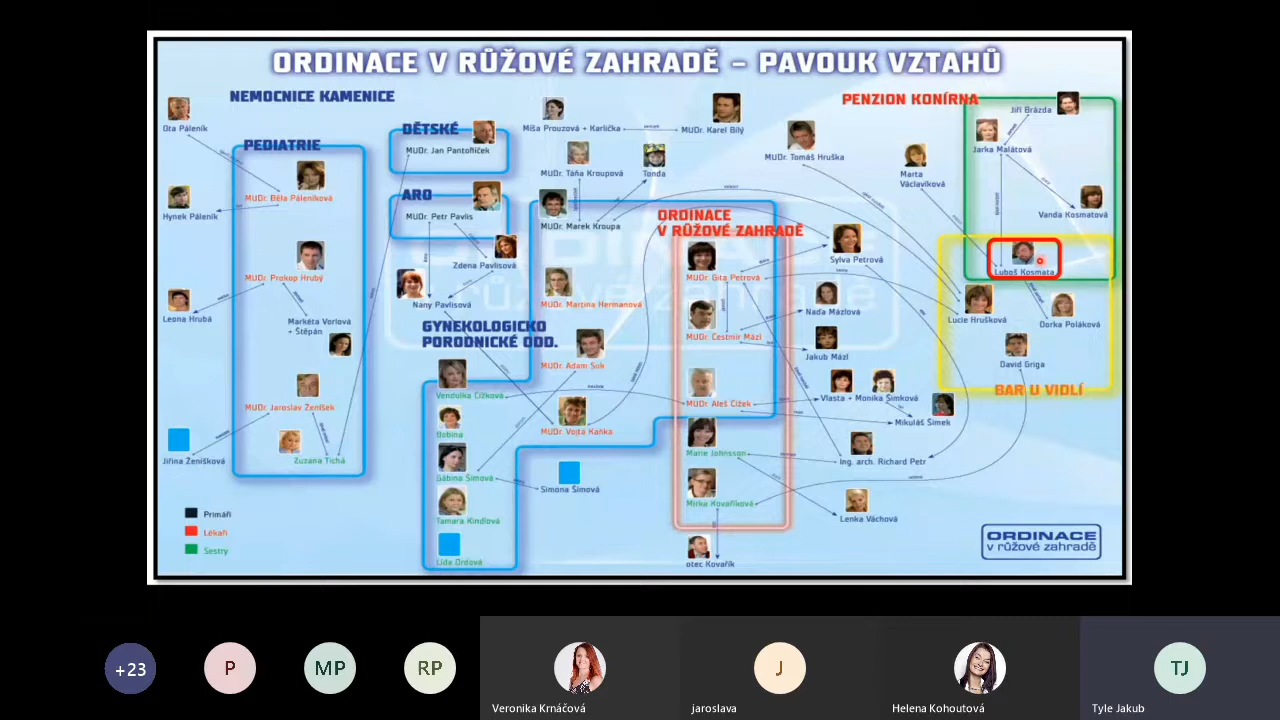 ORDINACE V RŮŽOVÉ ZAHRADĚ – PAVOUK VZTAHŮ
NEMOCNICE KAMENICE
PENZION KONÍRNA
Jiří Brázda
Ota Páleník
DĚTSKÉ
Míša Prouzová + Karlička
MUDr. Karel Bílý
PEDIATRIE
MUDr. Jan Pantoflíček
MUDr. Tomáš Hruška
Jarka Malátová
MUDr. Táňa Kroupová
Tonda
Marta
Václavíková
ARO
MUDr. Běla Páleníková
Hynek Páleník
MUDr. Petr Pavlis
MUDr. Marek Kroupa
ORDINACE
V RŮŽOVÉ ZAHRADĚ
Vanda Kosmatová
Zdena Pavlisová
Sylva Petrová
Luboš Kosmata
MUDr. Prokop Hrubý
MUDr. Gita Petrová
Nany Pavlisová
MUDr. Martina Hermanová
Naďa Mázlová
Leona Hrubá
Markéta Vorlová
+ Štěpán
Lucie Hrušková
Dorka Poláková
GYNEKOLOGICKO
PORODNICKÉ ODD.
MUDr. Čestmír Mázl
Jakub Mázl
MUDr. Adam Suk
David Griga
BAR U VIDLÍ
Vendulka Čížková
MUDr. Aleš Čížek
Vlasta + Monika Šímková
MUDr. Jaroslav Ženíšek
Mikuláš Šímek
Bobina
MUDr. Vojta Kaňka
Jiřina Ženíšková
Zuzana Tichá
Marie Johnsson
Ing. arch. Richard Petr
Sábina Šímová
Simona Šímová
Mirka Kovaříková
Lenka Váchová
Primáři
Lékaři
Sestry
Tamara Kindlová
Lída Ordová
otec Kovařík
ORDINACE
v růžové zahradě
+23
P
MP
RP
J
TJ
Veronika Krnáčová
jaroslava
Helena Kohoutová
Tyle Jakub